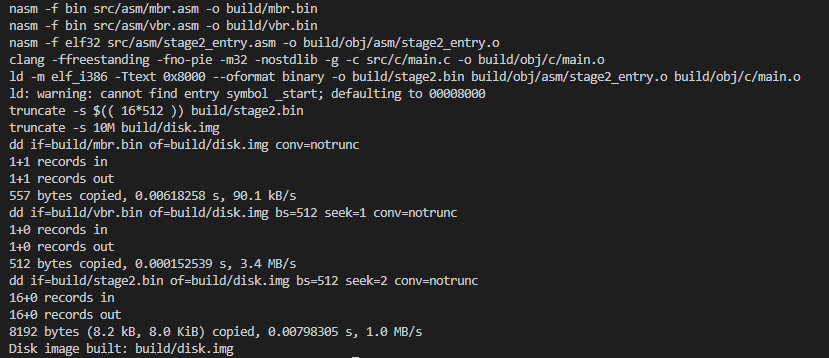 nasm -f bin src/asm/mbr.asm -o build/mbr.bin
nasm -f bin src/asm/vbr.asm -o build/vbr.bin
nasm -f elf32 src/asm/stage2_entry.asm -o build/obj/asm/stage2_entry.o
clang -ffreestanding -fno-pie -m32 -nostdlib -g -c src/c/main.c -o build/obj/c/main.o
ld -m elf_i386 -Ttext 0x8000 --oformat binary -o build/stage2.bin build/obj/asm/stage2_entry.o build/obj/c/main.o
ld: warning: cannot find entry symbol _start; defaulting to 00008000
truncate -s $(( 16*512 )) build/stage2.bin
truncate -s 10M build/disk.img
dd if=build/mbr.bin of=build/disk.img conv=notrunc
1+1 records in
1+1 records out
557 bytes copied, 0.00618258 s, 90.1 kB/s
dd if=build/vbr.bin of=build/disk.img bs=512 seek=1 conv=notrunc
1+0 records in
1+0 records out
512 bytes copied, 0.000152539 s, 3.4 MB/s
dd if=build/stage2.bin of=build/disk.img bs=512 seek=2 conv=notrunc
16+0 records in
16+0 records out
8192 bytes (8.2 kB, 8.0 KiB) copied, 0.00798305 s, 1.0 MB/s
Disk image built: build/disk.img